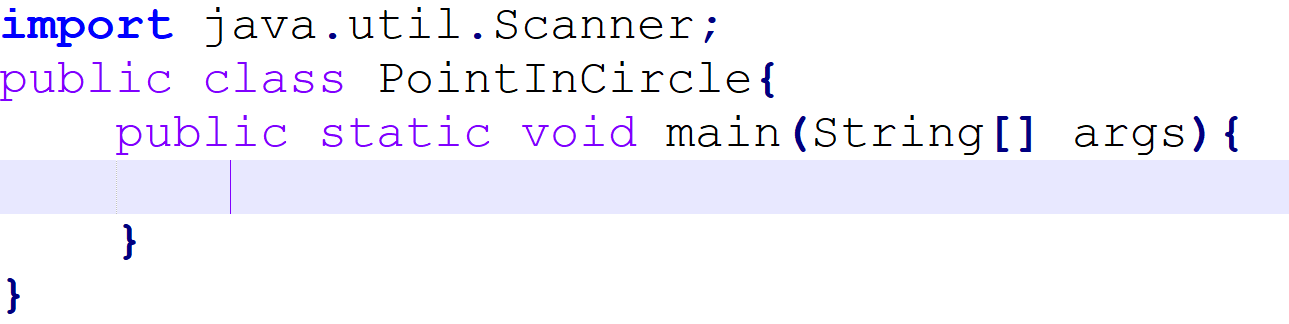 import java.util.Scanner;
public class PointInCircle{
    public static void main(String[] args){
    }
}